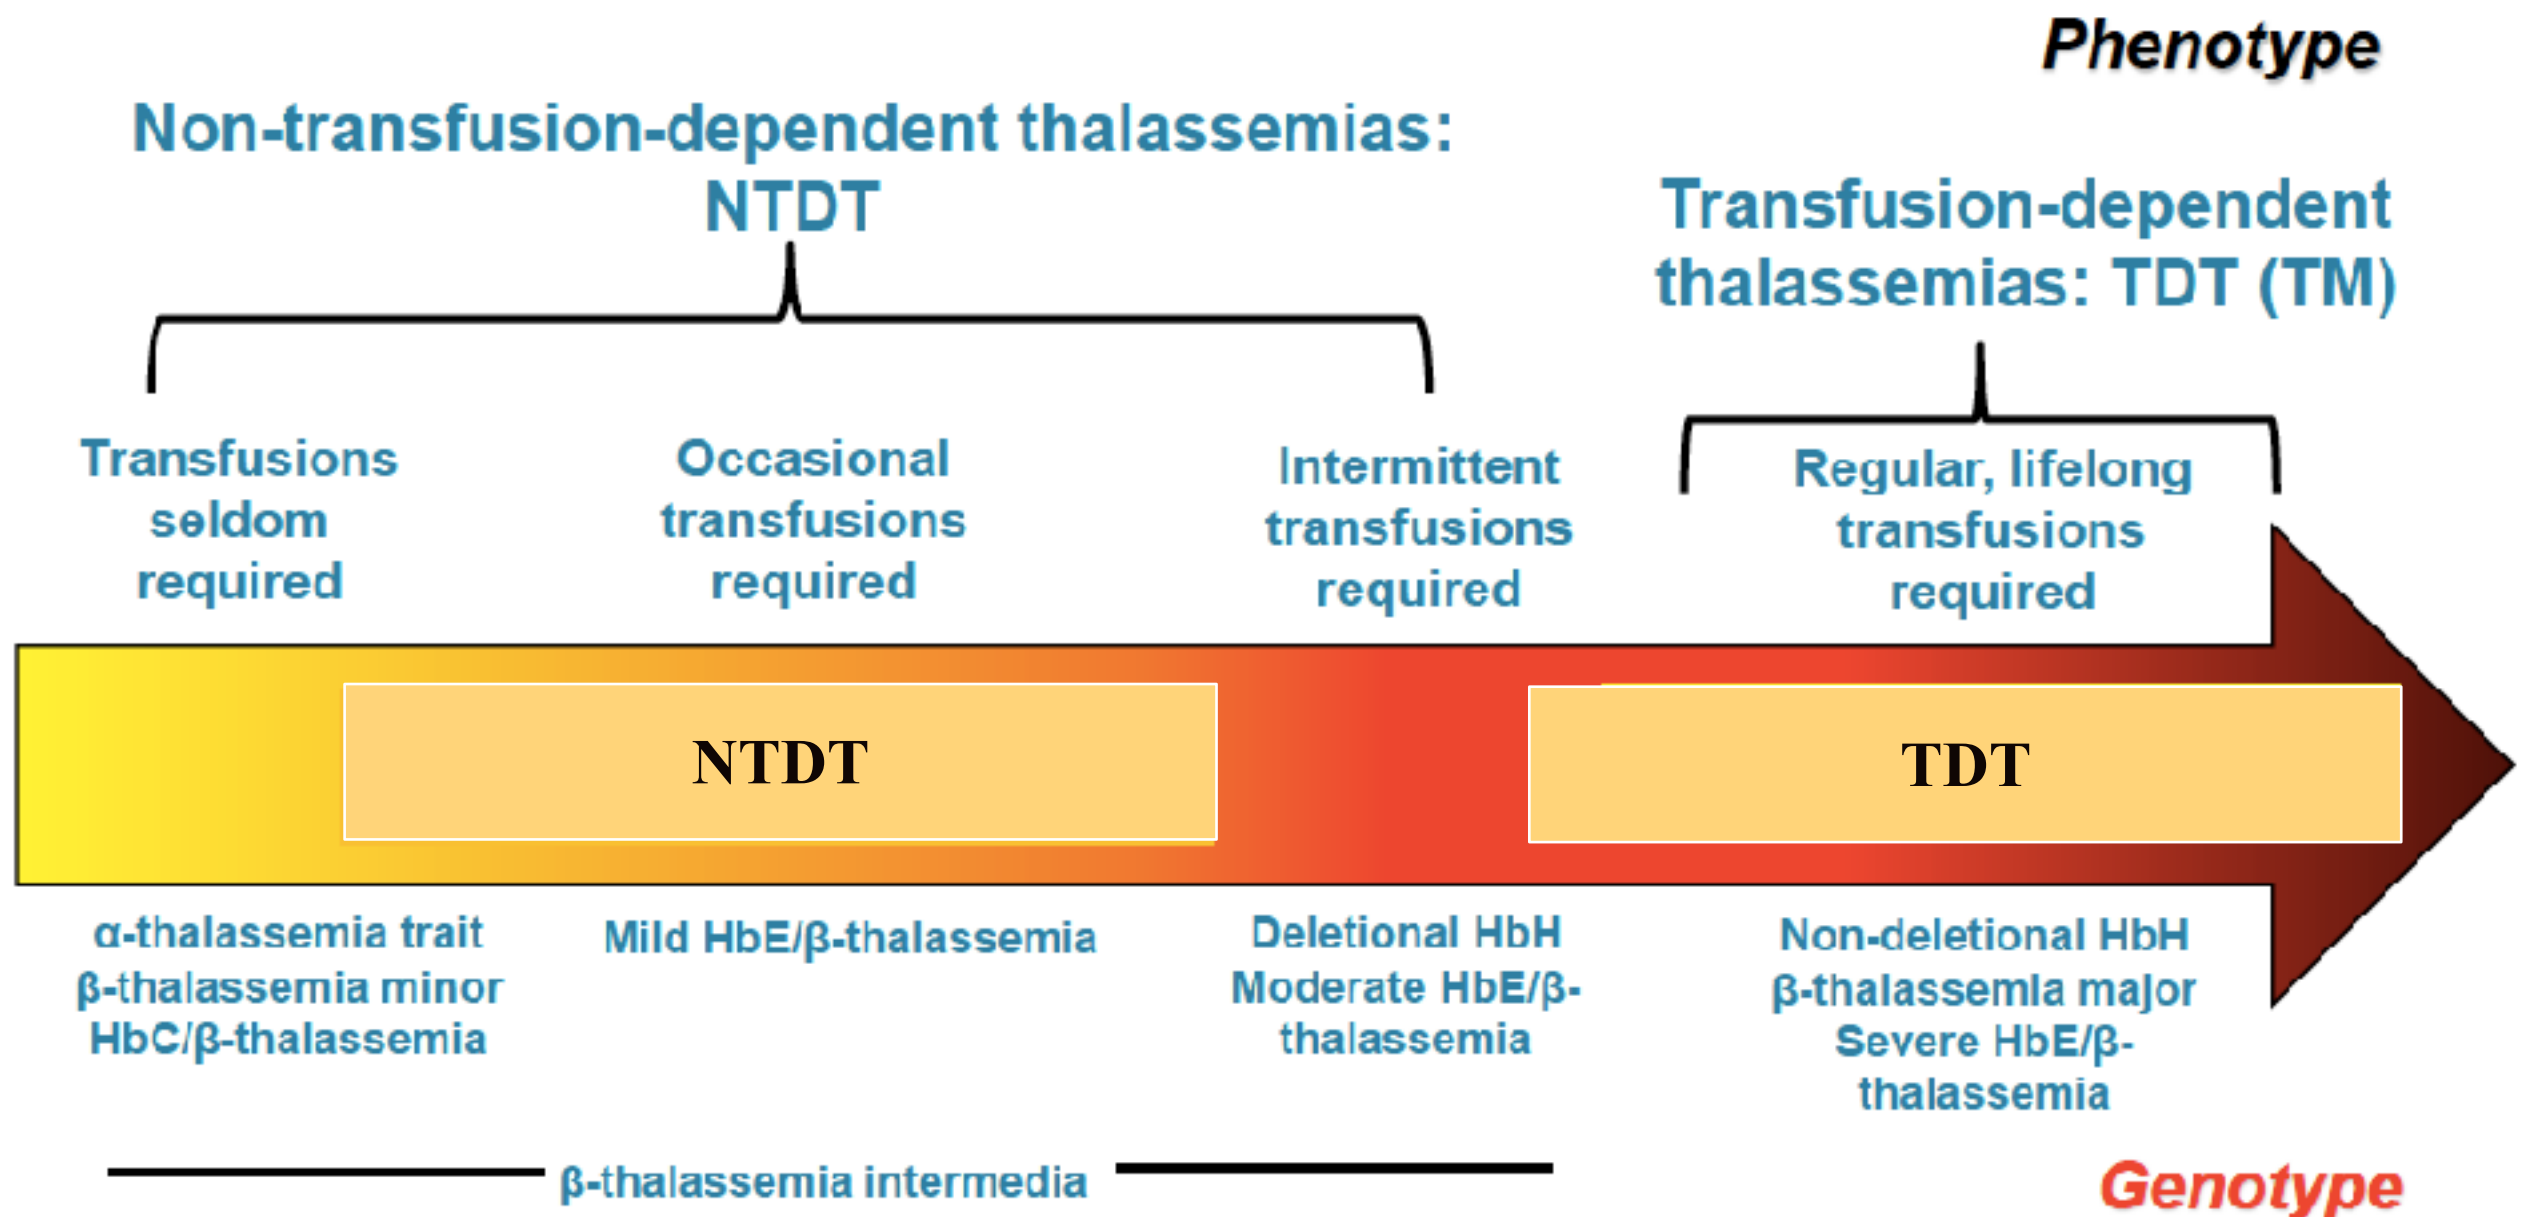 Phenotype
Non-transfusion-dependent thalassemias:
NTDT
Transfusion-dependent
thalassemias: TDT (TM)
Transfusions
seldom
required
Occasional
transfusions
required
Intermittent
transfusions
required
Regular, lifelong
transfusions
required
NTDT
TDT
α-thalassemia trait
β-thalassemia minor
HbC/β-thalassemia
Mild HbE/β-thalassemia
Deletional HbH
Moderate HbE/β-
thalassemia
Non-deletional HbH
β-thalassemia major
Severe HbE/β-
thalassemia
β-thalassemia intermedia
Genotype